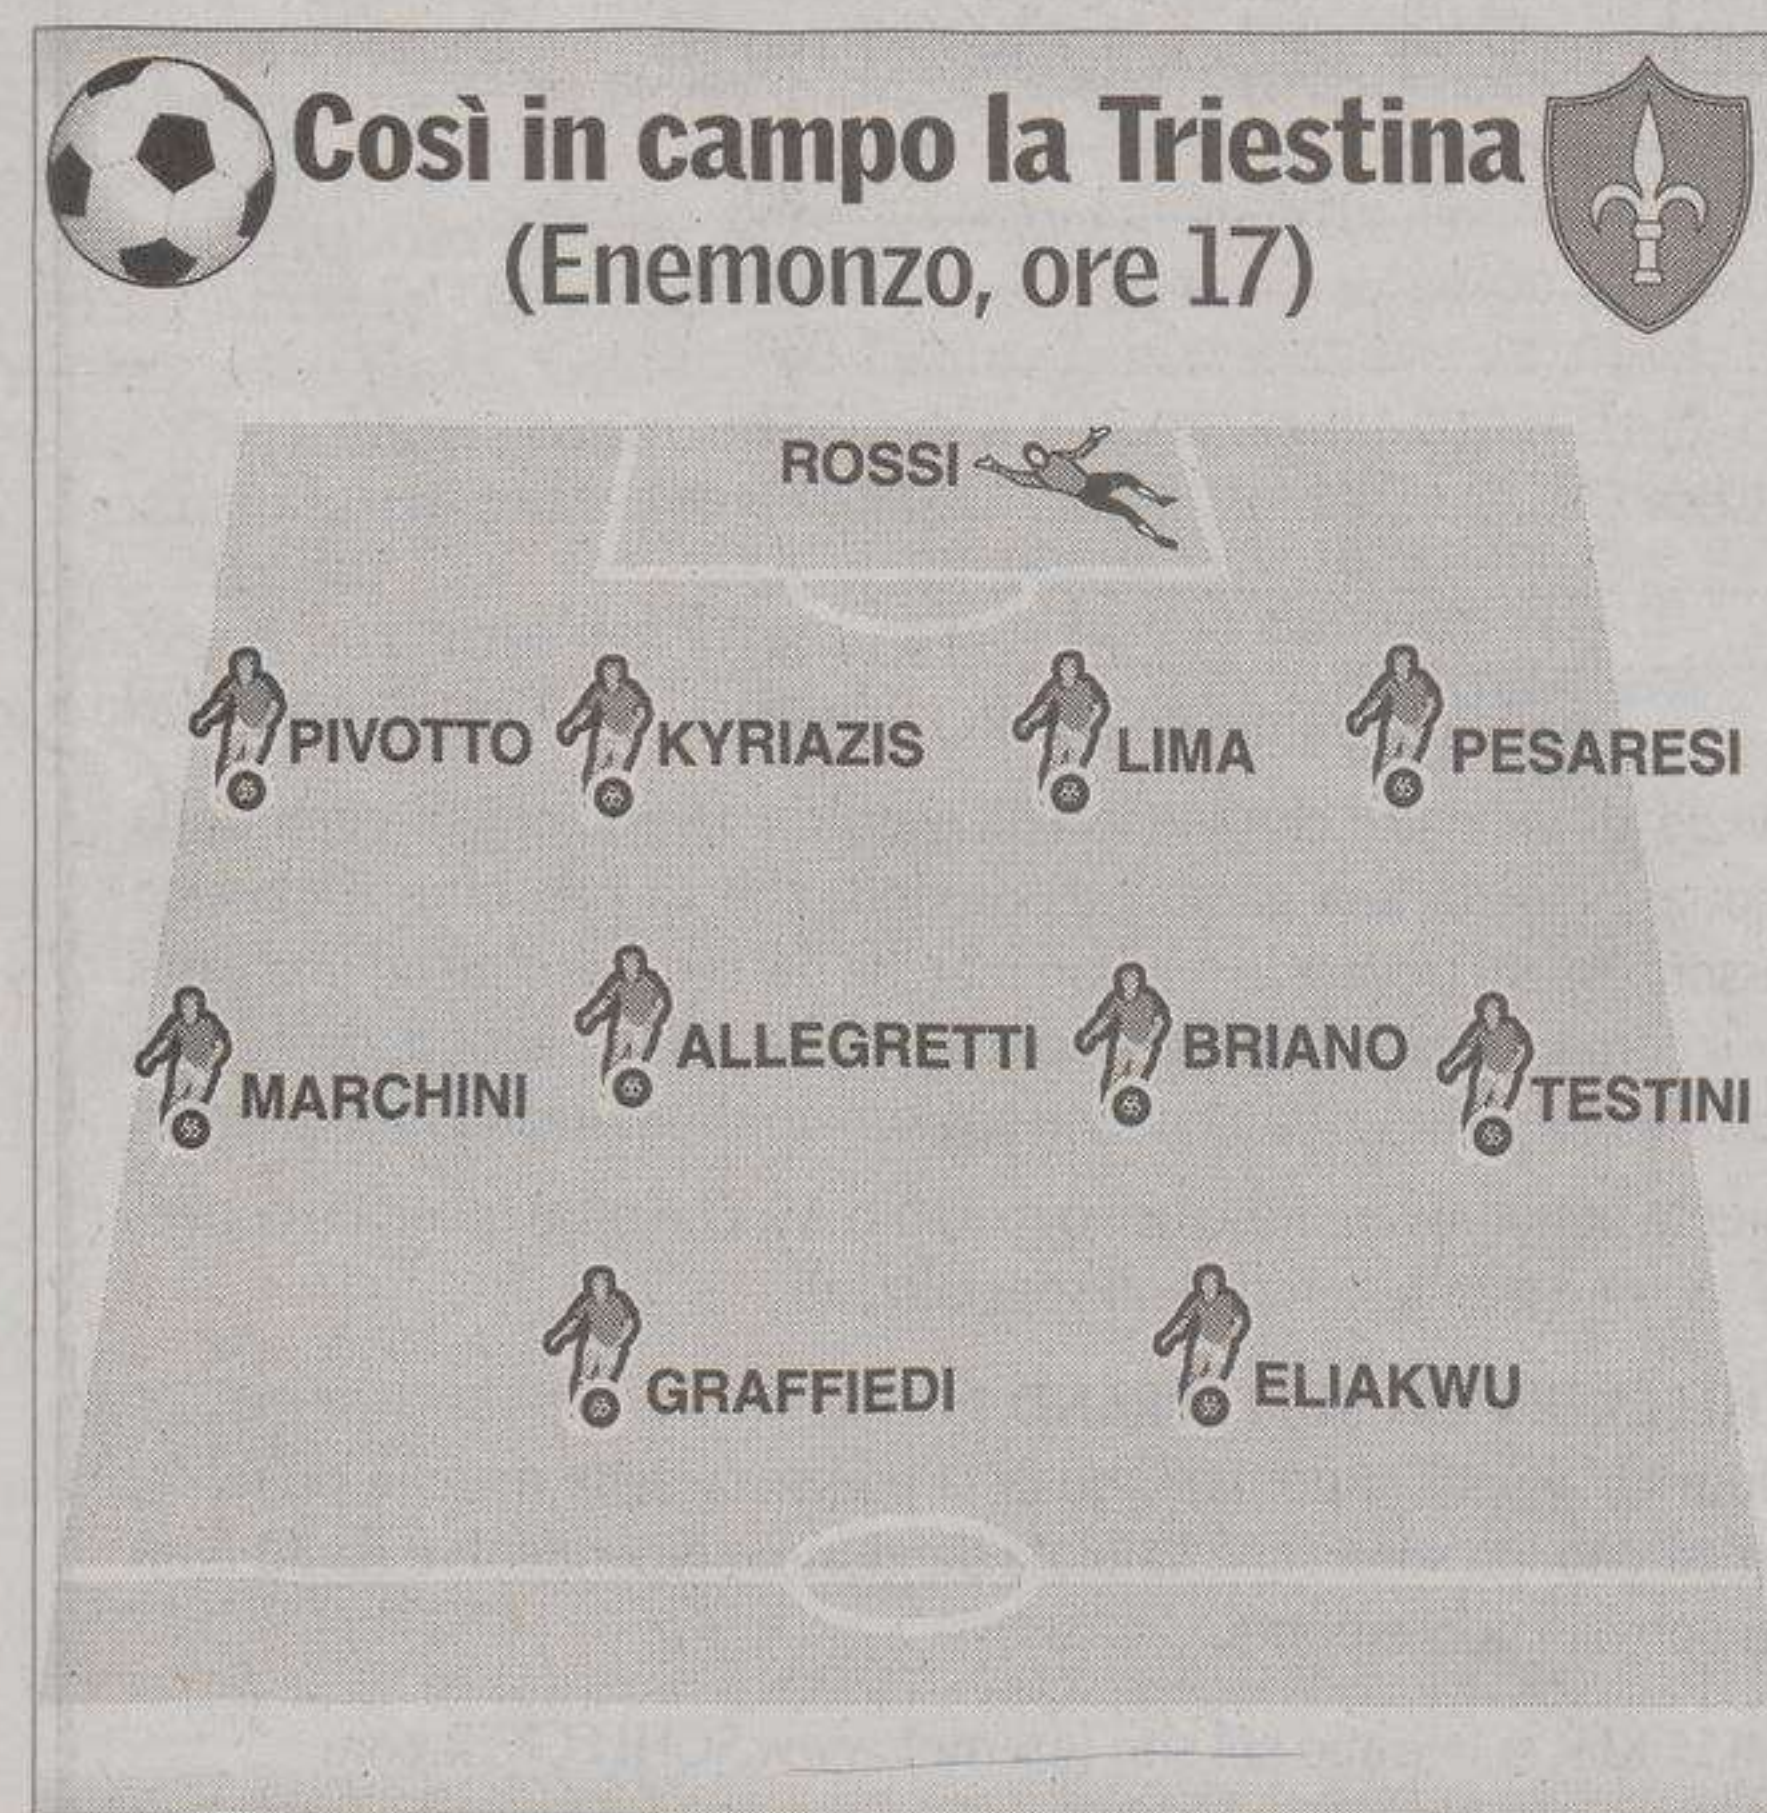 Così in campo la Triestina
(Enemonzo, ore 17)
ROSSI
PIVOTTO KYRIAZIS LIMA PESARESI
ALLEGRETTI BRIANO
MARCHINI TESTINI
GRAFFIEDI ELIAKWU